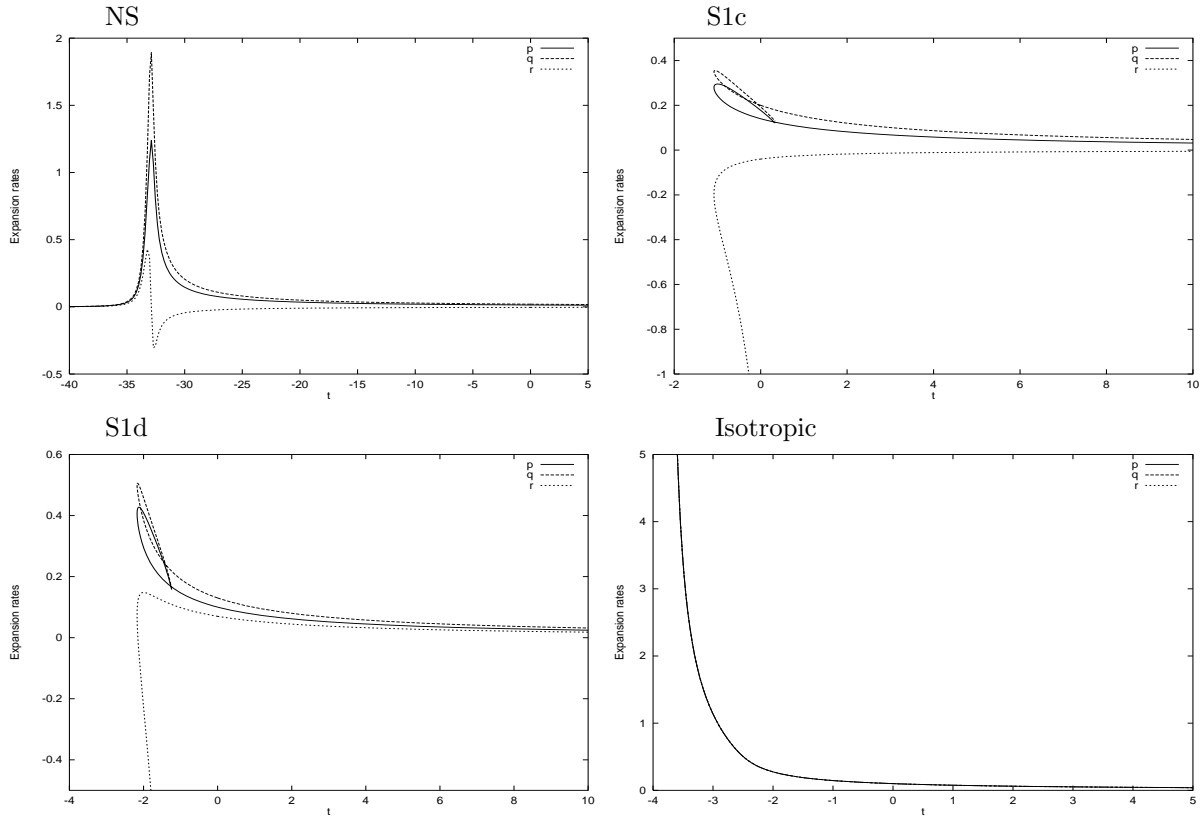 NS
2
1.5
1
0.5
0
-0.5
-40 -35 -30 -25 -20 -15 -10 -5 0 5
Expansion rates
t
p
q
r
S1c
0.4
0.2
0
-0.2
-0.4
-0.6
-0.8
-1
-2 0 2 4 6 8 10
Expansion rates
t
p
q
r
S1d
0.6
0.4
0.2
0
-0.2
-0.4
-4 -2 0 2 4 6 8 10
Expansion rates
t
p
q
r
Isotropic
5
4
3
2
1
0
-4 -3 -2 -1 0 1 2 3 4 5
Expansion rates
t
p
q
r